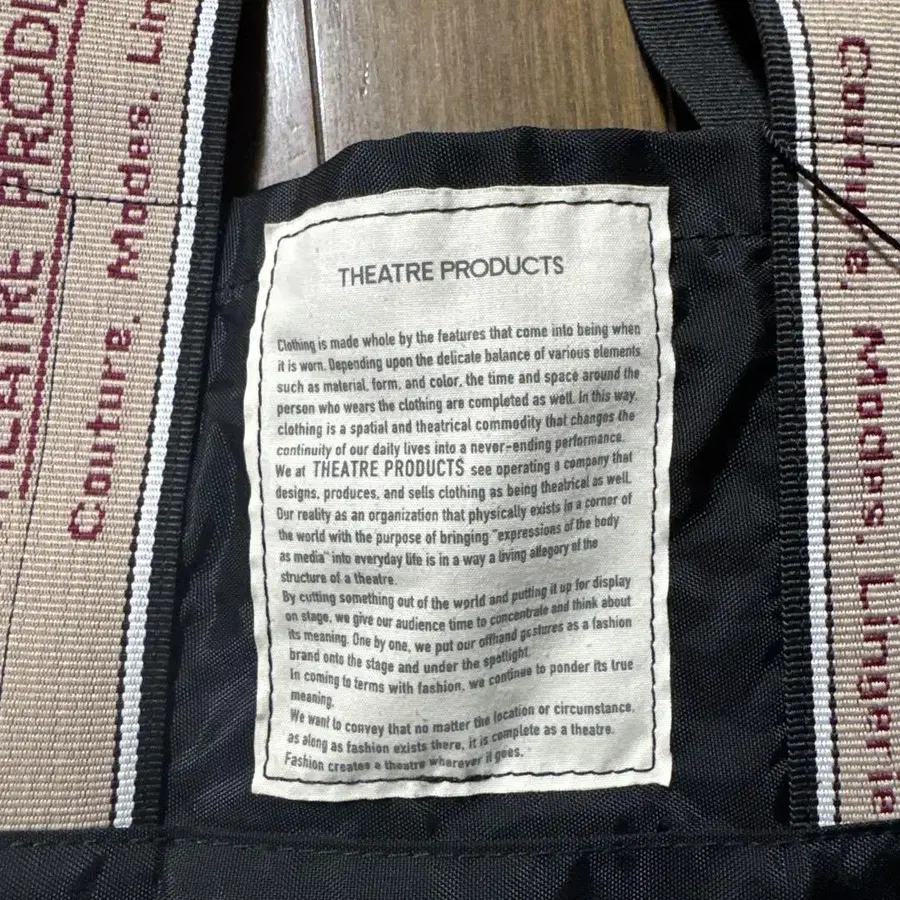 THEATRE PRODUCTS
Clothing is made whole by the features that come into being when
it is worn. Depending upon the delicate balance of various elements
such as material, form, and color, the time and space around the
person who wears the clothing are completed as well. In this way,
clothing is a spatial and theatrical commodity that changes the
continuity of our daily lives into a never-ending performance.
We at THEATRE PRODUCTS see operating a company that
designs, produces, and sells clothing as being theatrical as well.
Our reality as an organization that physically exists in a corner of
the world with the purpose of bringing "expressions of the body
as media" into everyday life is in a way a living allegory of the
structure of a theatre.
By cutting something out of the world and putting it up for display
on stage, we give our audience time to concentrate and think about
its meaning. One by one, we put our offhand gestures as a fashion
brand onto the stage and under the spotlight.
In coming to terms with fashion, we continue to ponder its true
meaning.
We want to convey that no matter the location or circumstance,
as along as fashion exists there, it is complete as a theatre.
Fashion creates a theatre wherever it goes.
THEATRE PRODU
Couture. Modes. Lin
Couture. Modes. Lingerie